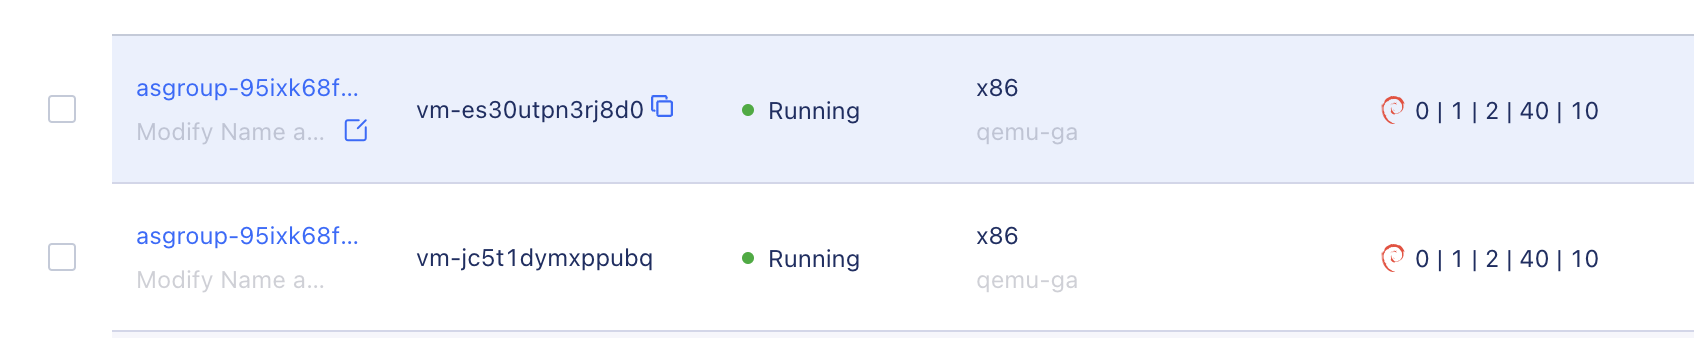 asgroup-95ixk68f...
Modify Name a...
vm-es30utpn3rj8d0
Running
x86
qemu-ga
0 | 1 | 2 | 40 | 10
asgroup-95ixk68f...
Modify Name a...
vm-jc5t1dymxppubq
Running
x86
qemu-ga
0 | 1 | 2 | 40 | 10